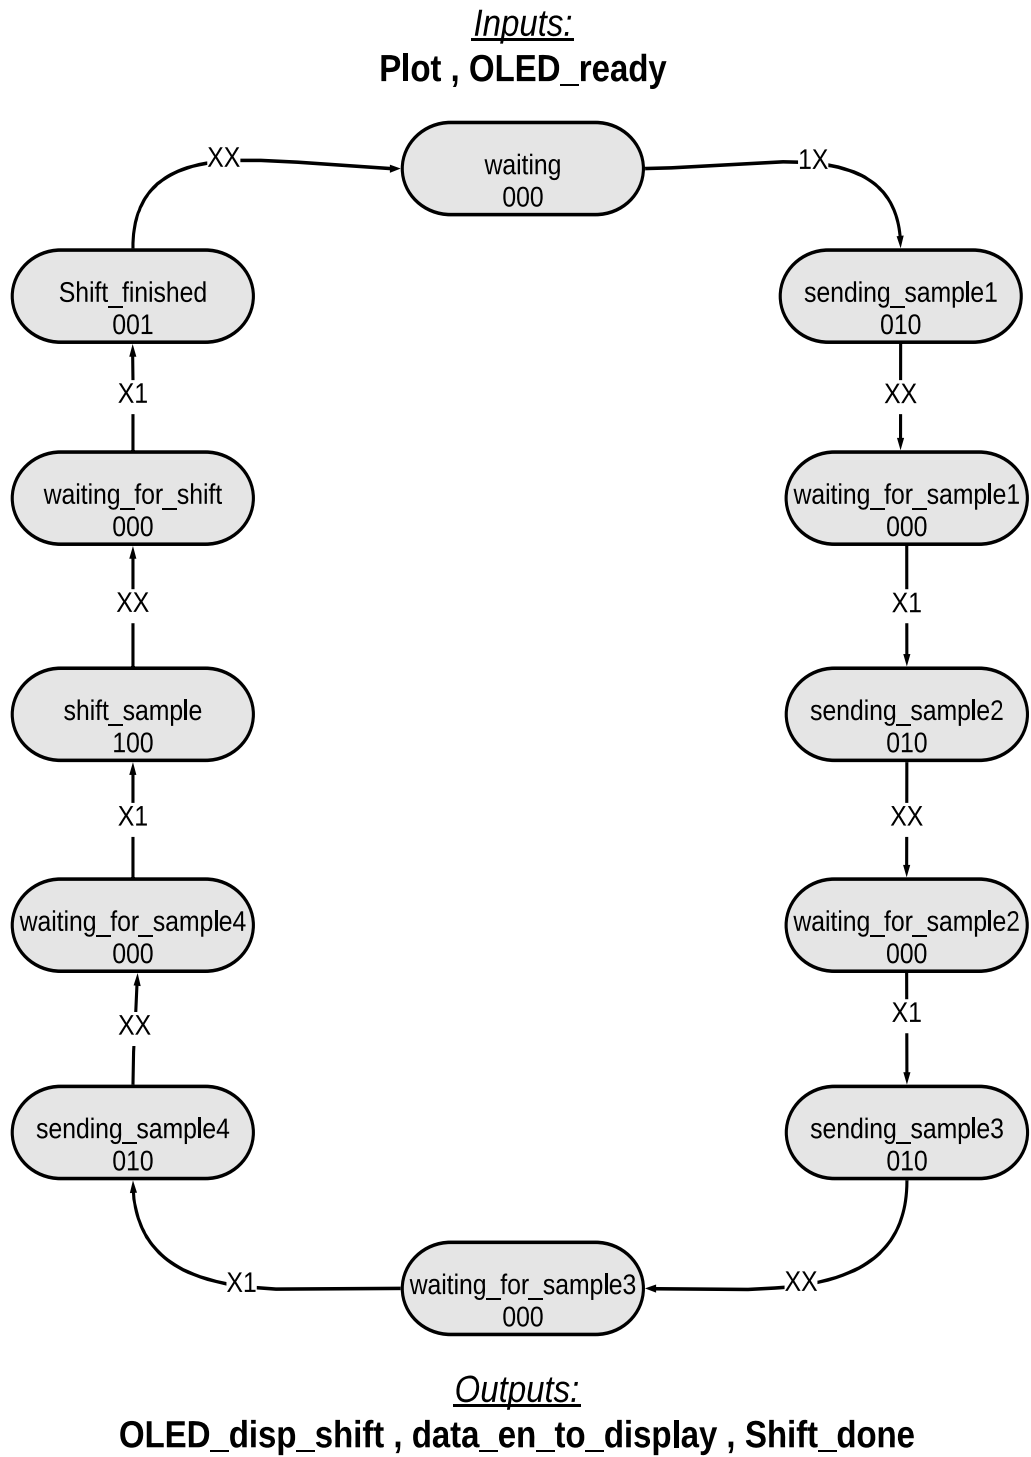 Inputs:
Plot , OLED_ready
waiting
000
1X
sending_sample1
010
XX
waiting_for_sample1
000
X1
sending_sample2
010
XX
waiting_for_sample2
000
X1
sending_sample3
010
XX
waiting_for_sample3
000
X1
sending_sample4
010
XX
waiting_for_sample4
000
X1
shift_sample
100
XX
waiting_for_shift
000
X1
Shift_finished
001
XX
Outputs:
OLED_disp_shift , data_en_to_display , Shift_done